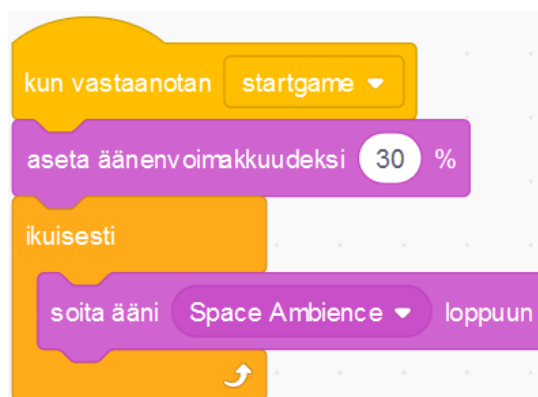 kun vastaanotan startgame
aseta äänenvoimakkuudeksi 30 %
ikuisesti
soita ääni Space Ambience loppuun